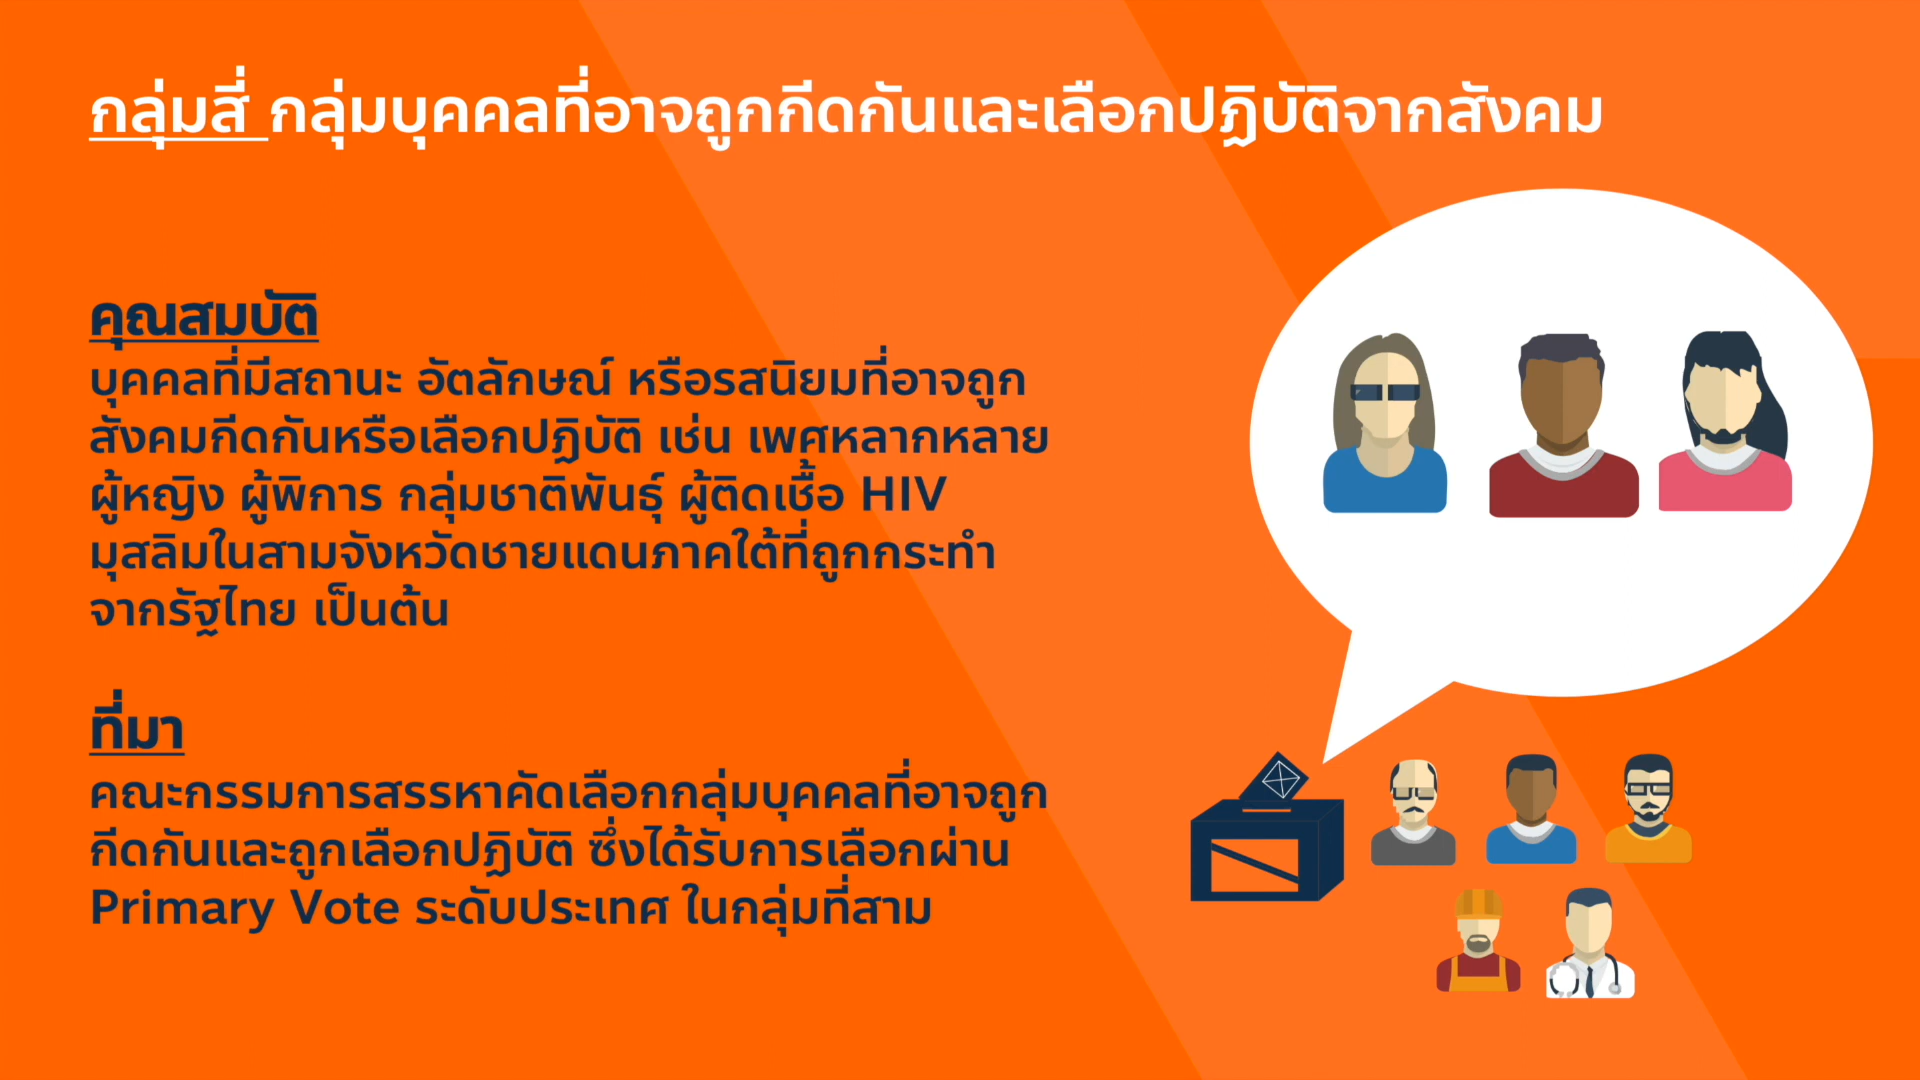 กลุ่มสี่ กลุ่มบุคคลที่อาจถูกกีดกันและเลือกปฏิบัติจากสังคม
คุณสมบัติ
บุคคลที่มีสถานะ อัตลักษณ์ หรือรสนิยมที่อาจถูก
สังคมกีดกันหรือเลือกปฏิบัติ เช่น เพศหลากหลาย
ผู้หญิง ผู้พิการ กลุ่มชาติพันธุ์ ผู้ติดเชื้อ HIV
มุสลิมในสามจังหวัดชายแดนภาคใต้ที่ถูกกระทำ
จากรัฐไทย เป็นต้น
ที่มา
คณะกรรมการสรรหาคัดเลือกกลุ่มบุคคลที่อาจถูก
กีดกันและถูกเลือกปฏิบัติ ซึ่งได้รับการเลือกผ่าน
Primary Vote ระดับประเทศ ในกลุ่มที่สาม